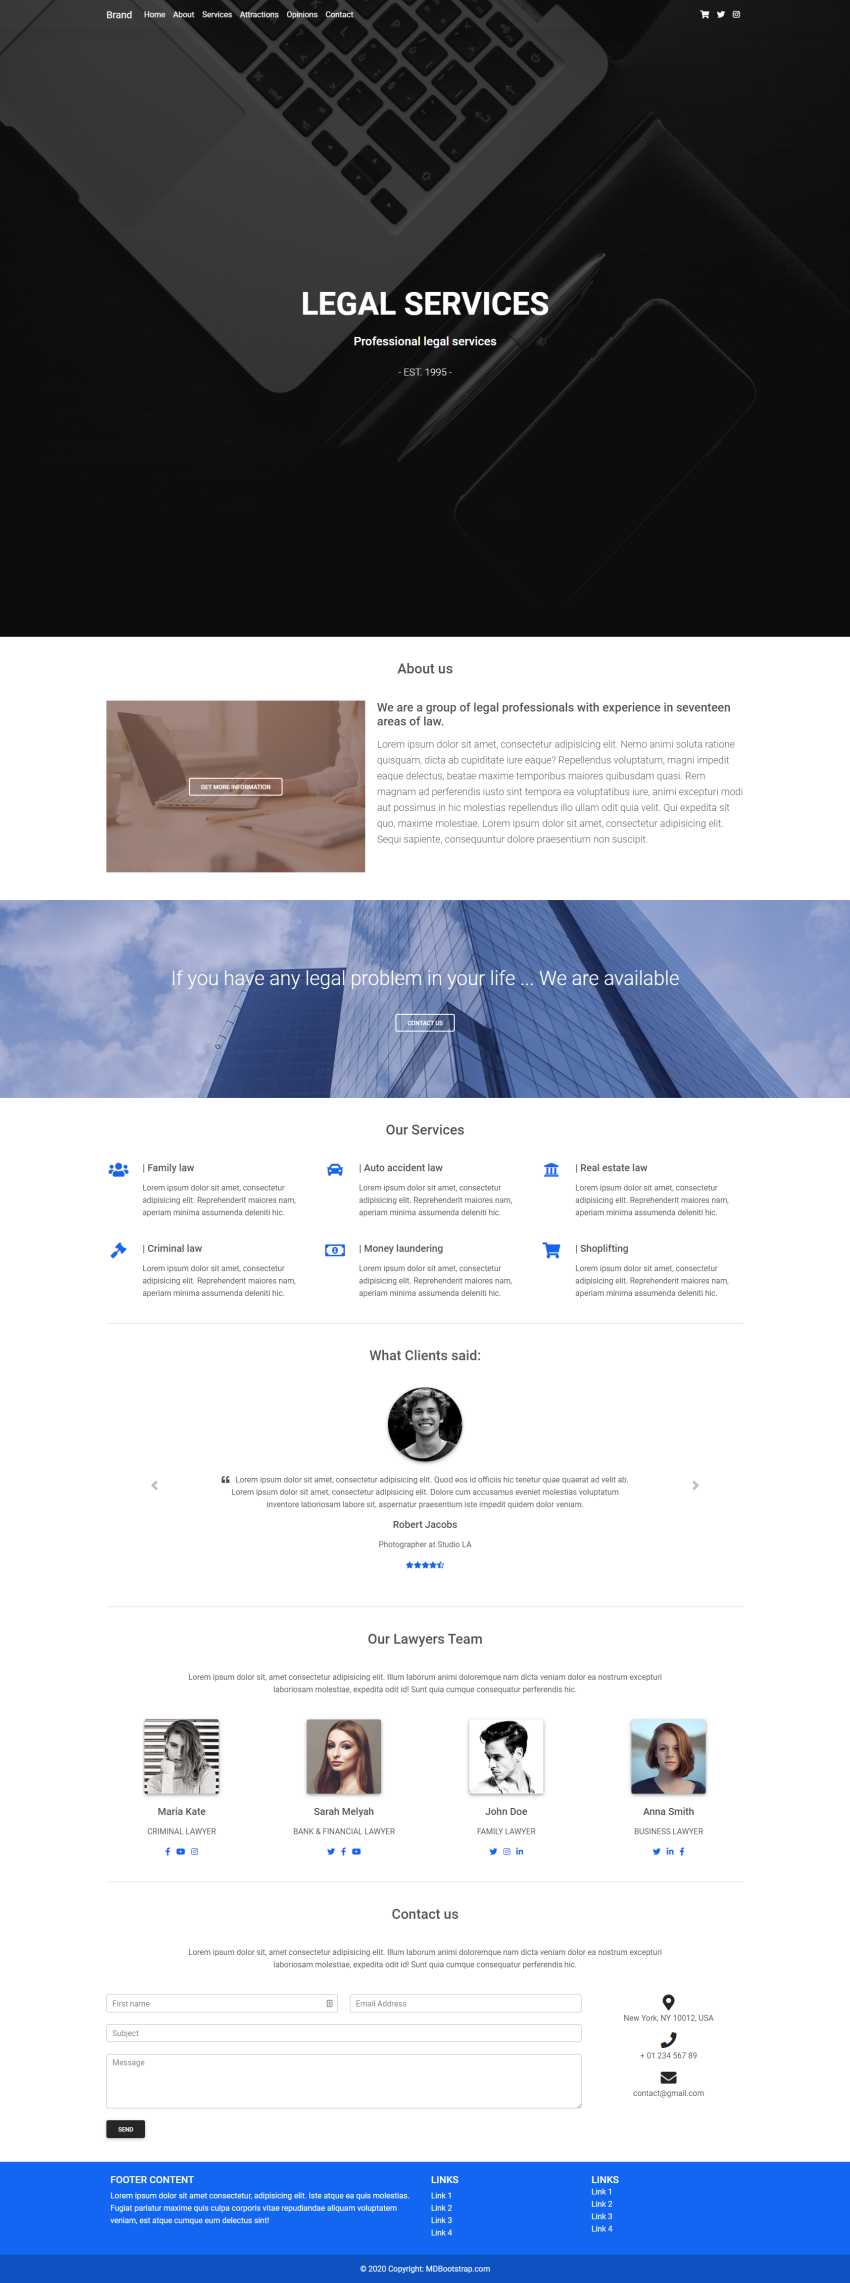 Brand Home About Services Attractions Opinions Contact
LEGAL SERVICES
Professional legal services
- EST. 1995 -
About us
GET MORE INFORMATION
We are a group of legal professionals with experience in seventeen
areas of law.
Lorem ipsum dolor sit amet, consectetur adipisicing elit. Nemo animi soluta ratione
quisquam, dicta ab cupiditate iure eaque? Repellendus voluptatum, magni impedit
eaque delectus, beatae maxime temporibus maiores quibusdam quasi. Rem
magnam ad perferendis iusto sint tempora ea voluptatibus iure, animi excepturi modi
aut possimus in hic molestias repellendus illo ullam odit quia velit. Qui expedita sit
quo, maxime molestiae. Lorem ipsum dolor sit amet, consectetur adipisicing elit.
Sequi sapiente, consequuntur dolore praesentium non suscipit.
If you have any legal problem in your life ... We are available
CONTACT US
Our Services
| Family law
Lorem ipsum dolor sit amet, consectetur
adipisicing elit. Reprehenderit maiores nam,
aperiam minima assumenda deleniti hic.
| Auto accident law
Lorem ipsum dolor sit amet, consectetur
adipisicing elit. Reprehenderit maiores nam,
aperiam minima assumenda deleniti hic.
| Real estate law
Lorem ipsum dolor sit amet, consectetur
adipisicing elit. Reprehenderit maiores nam,
aperiam minima assumenda deleniti hic.
| Criminal law
Lorem ipsum dolor sit amet, consectetur
adipisicing elit. Reprehenderit maiores nam,
aperiam minima assumenda deleniti hic.
| Money laundering
Lorem ipsum dolor sit amet, consectetur
adipisicing elit. Reprehenderit maiores nam,
aperiam minima assumenda deleniti hic.
| Shoplifting
Lorem ipsum dolor sit amet, consectetur
adipisicing elit. Reprehenderit maiores nam,
aperiam minima assumenda deleniti hic.
What Clients said:
Lorem ipsum dolor sit amet, consectetur adipisicing elit. Quod eos id officiis hic tenetur quae quaerat ad velit ab.
Lorem ipsum dolor sit amet, consectetur adipisicing elit. Dolore cum accusamus eveniet molestias voluptatum
inventore laboriosam labore sit, aspernatur praesentium iste impedit quidem dolor veniam.
Robert Jacobs
Photographer at Studio LA
Our Lawyers Team
Lorem ipsum dolor sit, amet consectetur adipisicing elit. Illum laborum animi doloremque nam dicta veniam dolor ea nostrum excepturi
laboriosam molestiae, expedita odit id! Sunt quia cumque consequatur perferendis hic.
Maria Kate
CRIMINAL LAWYER
Sarah Melyah
BANK & FINANCIAL LAWYER
John Doe
FAMILY LAWYER
Anna Smith
BUSINESS LAWYER
Contact us
Lorem ipsum dolor sit, amet consectetur adipisicing elit. Illum laborum animi doloremque nam dicta veniam dolor ea nostrum excepturi
laboriosam molestiae, expedita odit id! Sunt quia cumque consequatur perferendis hic.
First name
Email Address
Subject
Message
SEND
New York, NY 10012, USA
+ 01 234 567 89
contact@gmail.com
FOOTER CONTENT
Lorem ipsum dolor sit amet consectetur, adipisicing elit. Iste atque ea quis molestias.
Fugiat pariatur maxime quis culpa corporis vitae repudiandae aliquam voluptatem
veniam, est atque cumque eum delectus sint!
LINKS
Link 1
Link 2
Link 3
Link 4
LINKS
Link 1
Link 2
Link 3
Link 4
© 2020 Copyright: MDBootstrap.com